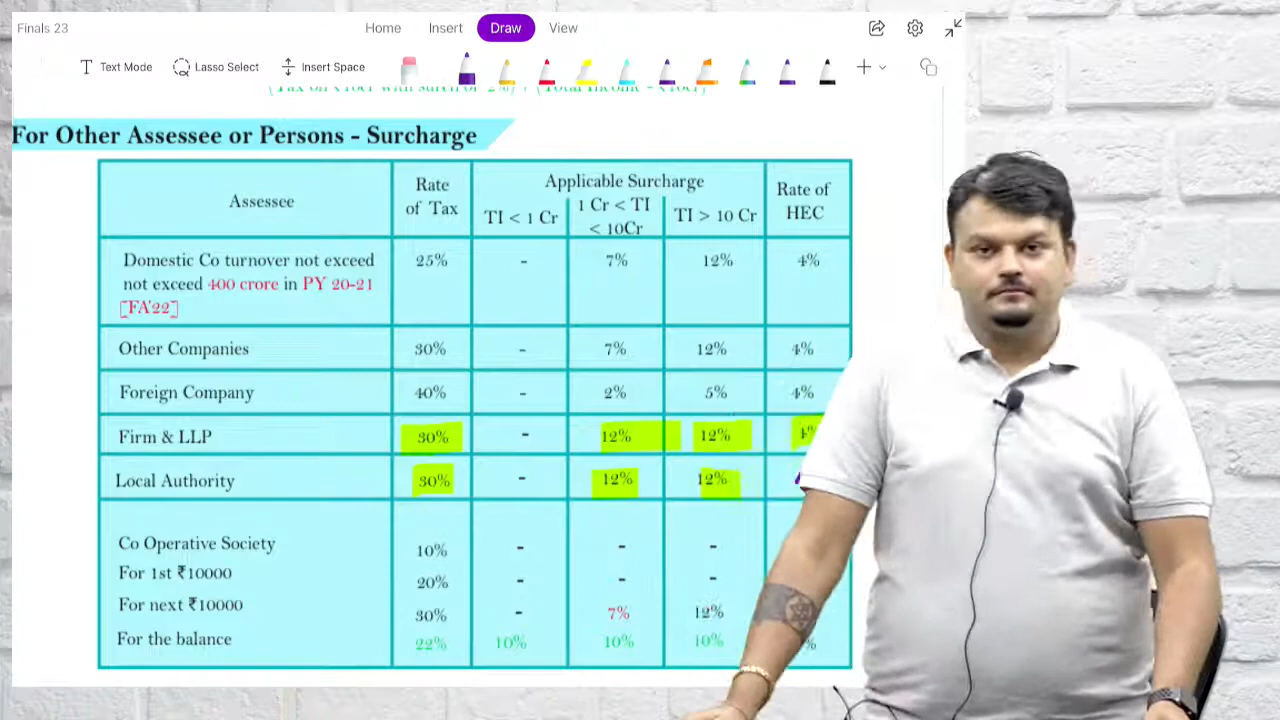 Finals 23
Home Insert Draw View
Text Mode Lasso Select Insert Space
For Other Assessee or Persons - Surcharge
Assessee
Rate of Tax
Applicable Surcharge
TI < 1 Cr
1 Cr < TI < 10Cr
TI > 10 Cr
Rate of HEC
Domestic Co turnover not exceed
not exceed 400 crore in PY 20-21
[FA'22]
25% - 7% 12% 4%
Other Companies 30% - 7% 12% 4%
Foreign Company 40% - 2% 5% 4%
Firm & LLP 30% - 12% 12% 4%
Local Authority 30% - 12% 12%
Co Operative Society 10% - - -
For 1st ₹10000 20% - - -
For next ₹10000 30% - 7% 12%
For the balance 22% 10% 10% 10% %